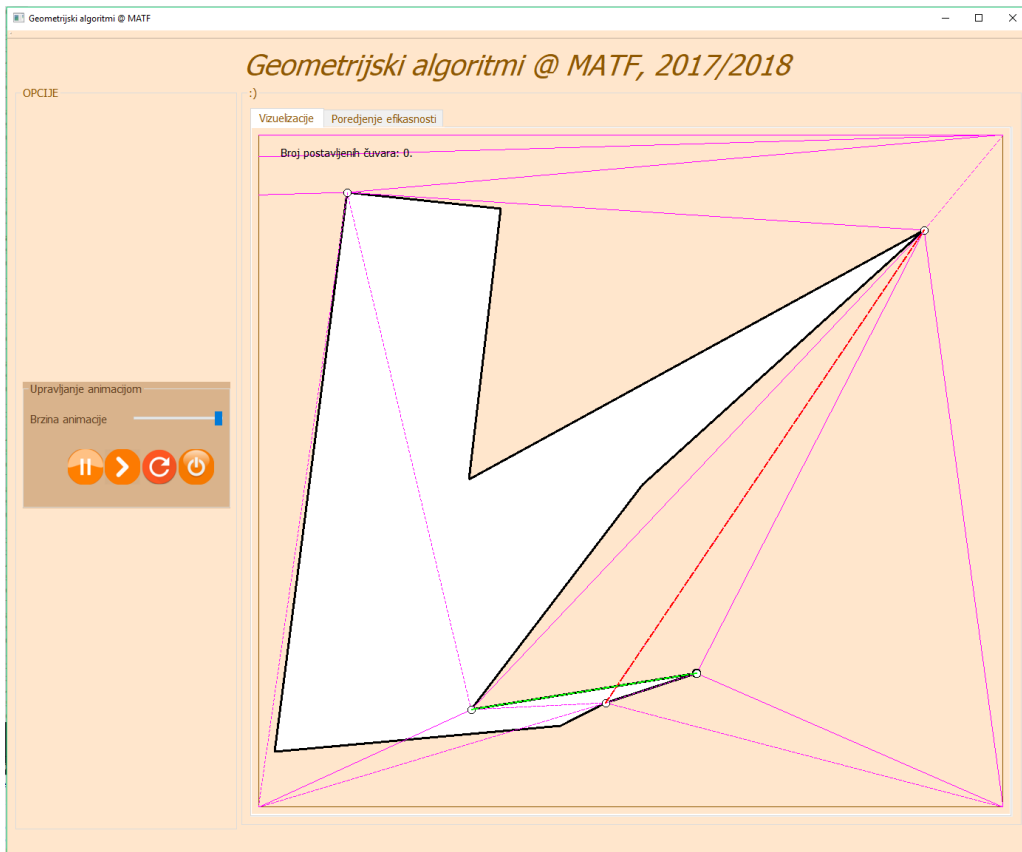 Geometrijski algoritmi @ MATF
Geometrijski algoritmi @ MATF, 2017/2018
OPCIJE
:)
Vizuelizacije
Poredjenje efikasnosti
Broj postavljenih čuvara: 0.
Upravljanje animacijom
Brzina animacije